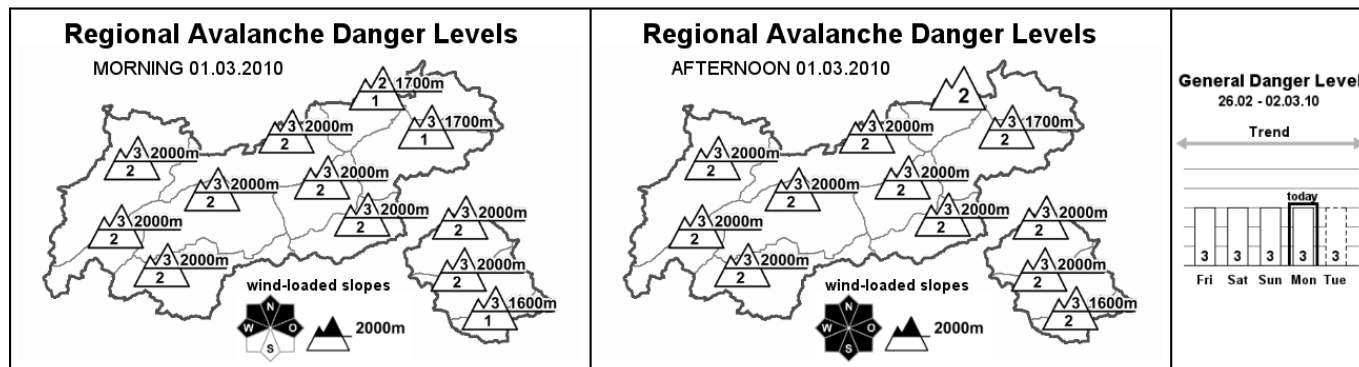 Regional Avalanche Danger Levels
MORNING 01.03.2010
2 1700m
1
3 2000m
2
3 1700m
1
3 2000m
2
3 2000m
2
3 2000m
2
3 2000m
2
3 2000m
2
3 2000m
2
3 2000m
2
3 2000m
2
3 1600m
1
wind-loaded slopes
N
W O
S
2000m
Regional Avalanche Danger Levels
AFTERNOON 01.03.2010
2
3 2000m
2
3 1700m
2
3 2000m
2
3 2000m
2
3 2000m
2
3 2000m
2
3 2000m
2
3 2000m
2
3 2000m
2
3 2000m
2
3 1600m
2
wind-loaded slopes
N
W O
S
2000m
General Danger Level
26.02 - 02.03.10
Trend
today
3 3 3 3 3
Fri Sat Sun Mon Tue